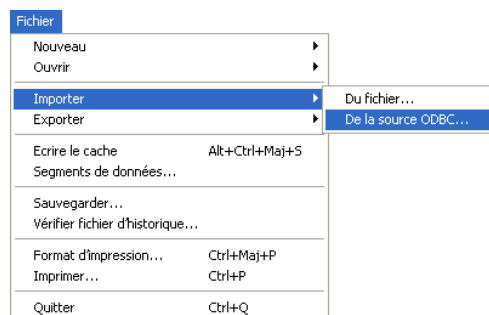 Fichier
Nouveau
Ouvrir
Importer
Du fichier...
Exporter
De la source ODBC...
Ecrire le cache Alt+Ctrl+Maj+S
Segments de données...
Sauvegarder...
Vérifier fichier d'historique...
Format d'impression... Ctrl+Maj+P
Imprimer... Ctrl+P
Quitter Ctrl+Q